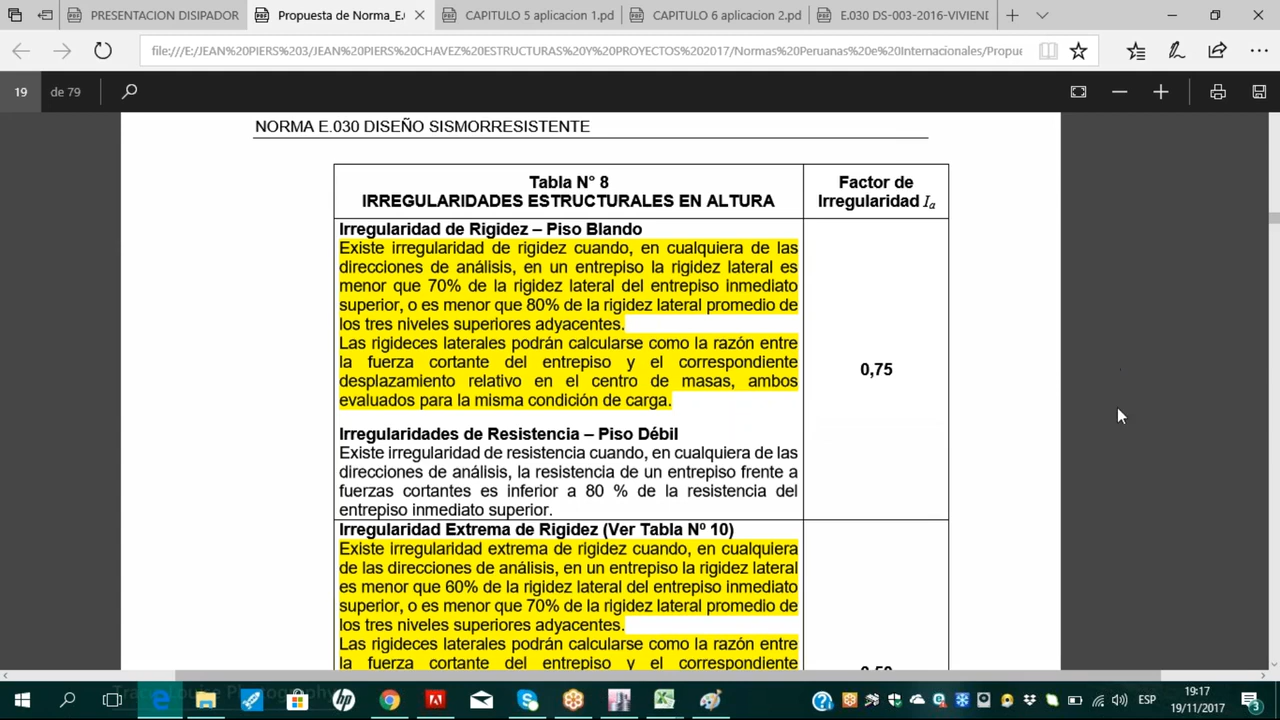 PRESENTACION DISIPADOR
Propuesta de Norma_E.
CAPITULO 5 aplicacion 1.pd
CAPITULO 6 aplicacion 2.pd
E.030 DS-003-2016-VIVIEND
file:///E:/JEAN%20PIERS%203/JEAN%20PIERS%20CHAVEZ%20ESTRUCTURAS%20Y%20PROYECTOS%202017/Normas%20Peruanas%20e%20Internacionales/Propue
19 de 79
NORMA E.030 DISEÑO SISMORRESISTENTE
Tabla N° 8
IRREGULARIDADES ESTRUCTURALES EN ALTURA
Factor de
Irregularidad Ia
Irregularidad de Rigidez – Piso Blando
Existe irregularidad de rigidez cuando, en cualquiera de las
direcciones de análisis, en un entrepiso la rigidez lateral es
menor que 70% de la rigidez lateral del entrepiso inmediato
superior, o es menor que 80% de la rigidez lateral promedio de
los tres niveles superiores adyacentes.
Las rigideces laterales podrán calcularse como la razón entre
la fuerza cortante del entrepiso y el correspondiente
desplazamiento relativo en el centro de masas, ambos
evaluados para la misma condición de carga.
0,75
Irregularidades de Resistencia – Piso Débil
Existe irregularidad de resistencia cuando, en cualquiera de las
direcciones de análisis, la resistencia de un entrepiso frente a
fuerzas cortantes es inferior a 80 % de la resistencia del
entrepiso inmediato superior.
Irregularidad Extrema de Rigidez (Ver Tabla Nº 10)
Existe irregularidad extrema de rigidez cuando, en cualquiera
de las direcciones de análisis, en un entrepiso la rigidez lateral
es menor que 60% de la rigidez lateral del entrepiso inmediato
superior, o es menor que 70% de la rigidez lateral promedio de
los tres niveles superiores adyacentes.
Las rigideces laterales podrán calcularse como la razón entre
la fuerza cortante del entrepiso y el correspondiente
ESP
19:17
19/11/2017